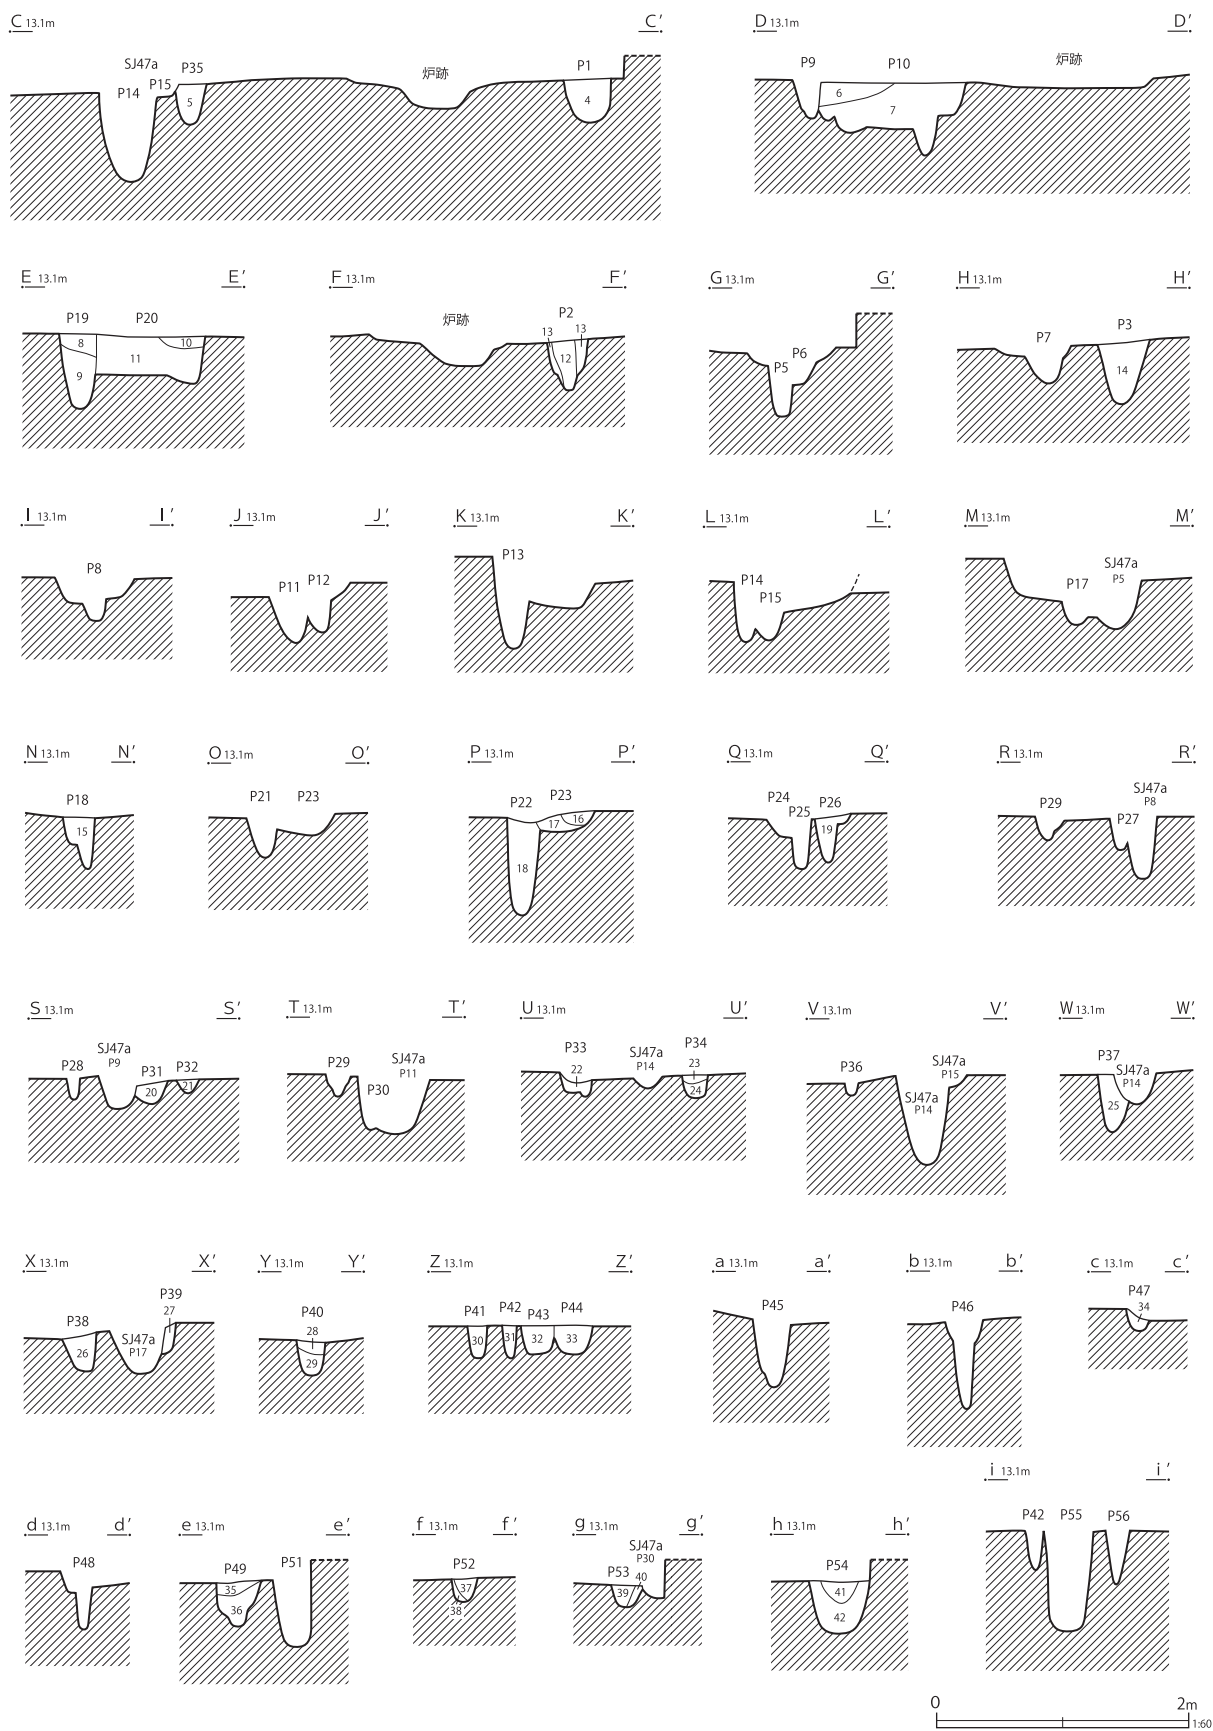 C 13.1m C′
SJ47a
P14 P15 P35
5
炉跡
P1
4
D 13.1m D′
P9 P10 炉跡
6
7
E 13.1m E′
P19 P20
8 10
11
9
F 13.1m F′
炉跡
P2
13 13
12
G 13.1m G′
P6
P5
H 13.1m H′
P7 P3
14
I 13.1m I′
P8
J 13.1m J′
P11 P12
K 13.1m K′
P13
L 13.1m L′
P14
P15
M 13.1m M′
SJ47a
P17 P5
N 13.1m N′
P18
15
O 13.1m O′
P21 P23
P 13.1m P′
P22 P23
17 16
18
Q 13.1m Q′
P24 P25 P26
19
R 13.1m R′
SJ47a
P29 P8
P27
S 13.1m S′
SJ47a
P28 P9 P31 P32
20 21
T 13.1m T′
P29 SJ47a
P11
P30
U 13.1m U′
P33 SJ47a P34
22 P14 23
24
V 13.1m V′
P36 SJ47a
P15
SJ47a
P14
W 13.1m W′
P37
SJ47a
P14
25
X 13.1m X′
P39
27
P38
SJ47a
P17
26
Y 13.1m Y′
P40
28
29
Z 13.1m Z′
P41 P42 P43 P44
30 31 32 33
a 13.1m a′
P45
b 13.1m b′
P46
c 13.1m c′
P47
34
d 13.1m d′
P48
e 13.1m e′
P49 P51
35
36
f 13.1m f′
P52
37
38
g 13.1m g′
SJ47a
P30
P53 40
39
h 13.1m h′
P54
41
42
i 13.1m i′
P42 P55 P56
0 2m
1:60